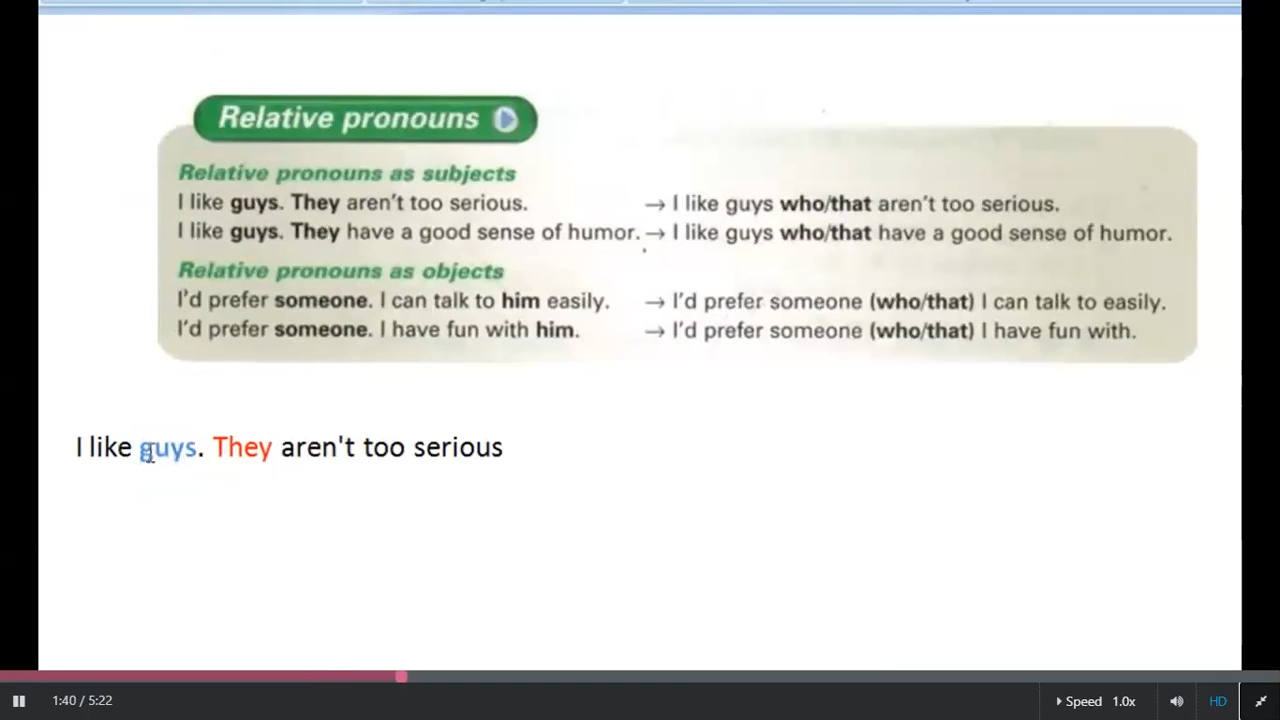 Relative pronouns
Relative pronouns as subjects
I like guys. They aren't too serious. → I like guys who/that aren't too serious.
I like guys. They have a good sense of humor. → I like guys who/that have a good sense of humor.
Relative pronouns as objects
I'd prefer someone. I can talk to him easily. → I'd prefer someone (who/that) I can talk to easily.
I'd prefer someone. I have fun with him. → I'd prefer someone (who/that) I have fun with.
I like guys. They aren't too serious
1:40 / 5:22
Speed 1.0x
HD